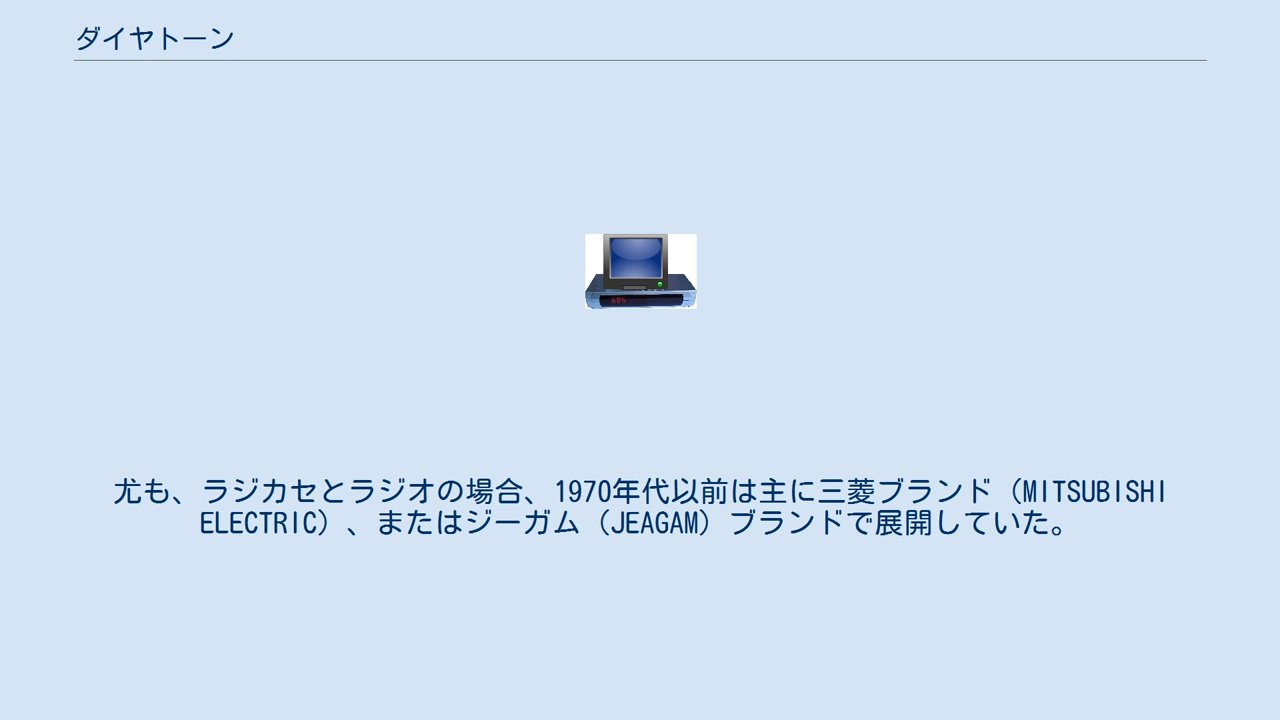 ダイヤトーン
尤も、ラジカセとラジオの場合、1970年代以前は主に三菱ブランド（MITSUBISHI
ELECTRIC）、またはジーガム（JEAGAM）ブランドで展開していた。